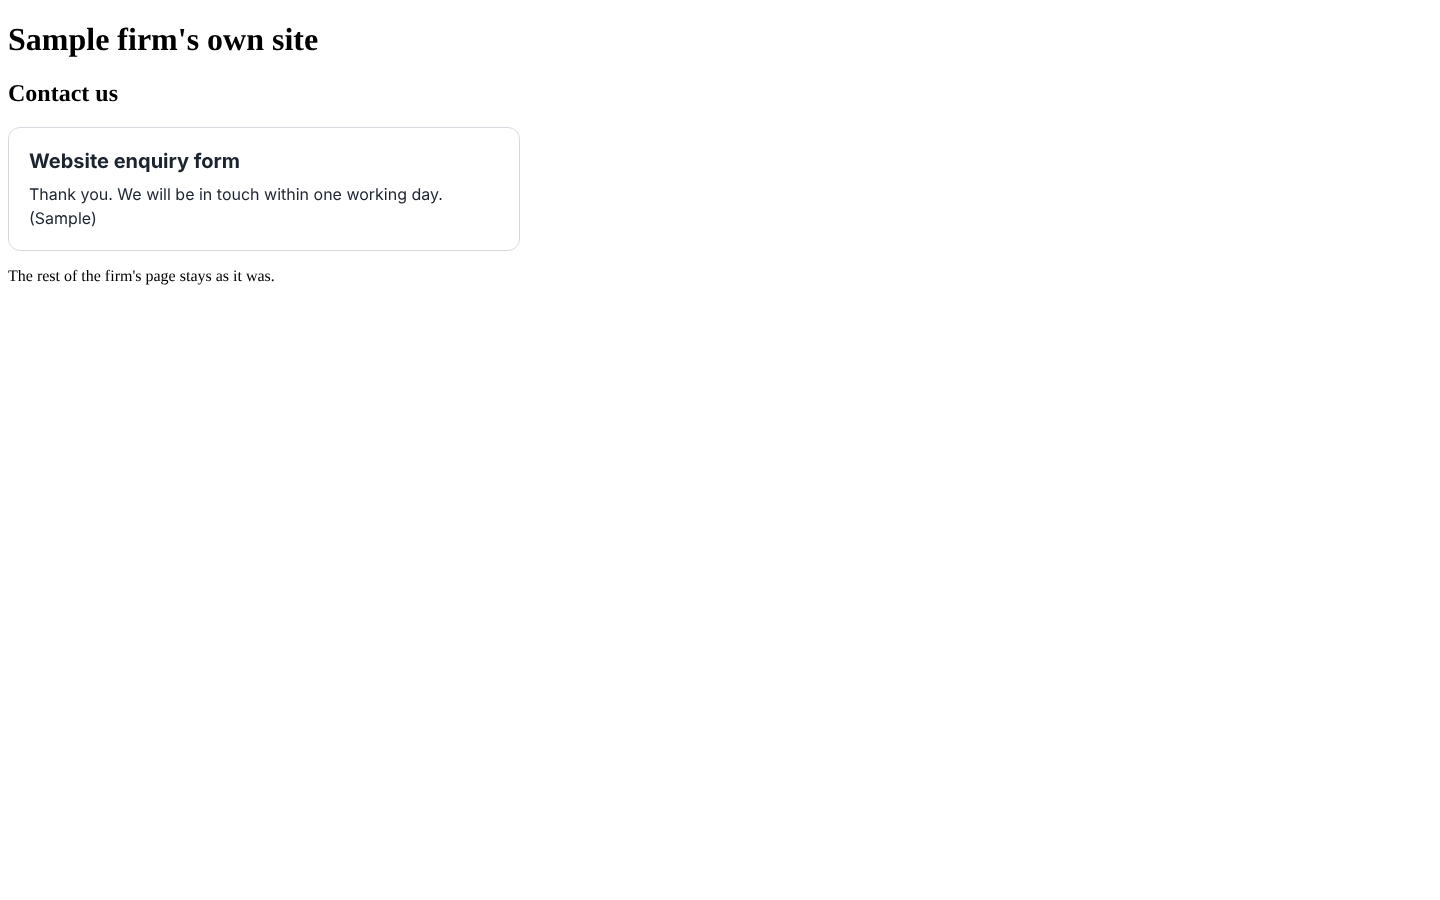 Sample firm's own site
Contact us
Website enquiry form
Thank you. We will be in touch within one working day.
(Sample)
The rest of the firm's page stays as it was.